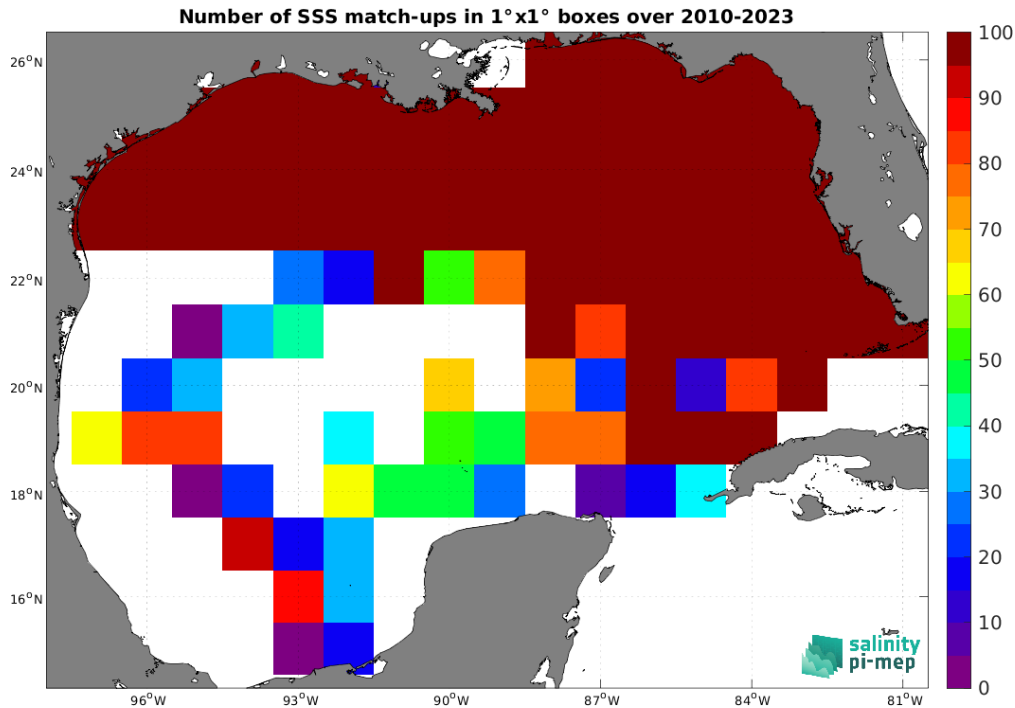 Number of SSS match-ups in 1°x1° boxes over 2010-2023
26°N
24°N
22°N
20°N
18°N
16°N
96°W
93°W
90°W
87°W
84°W
81°W
100
90
80
70
60
50
40
30
20
10
0
salinity
pi-mep